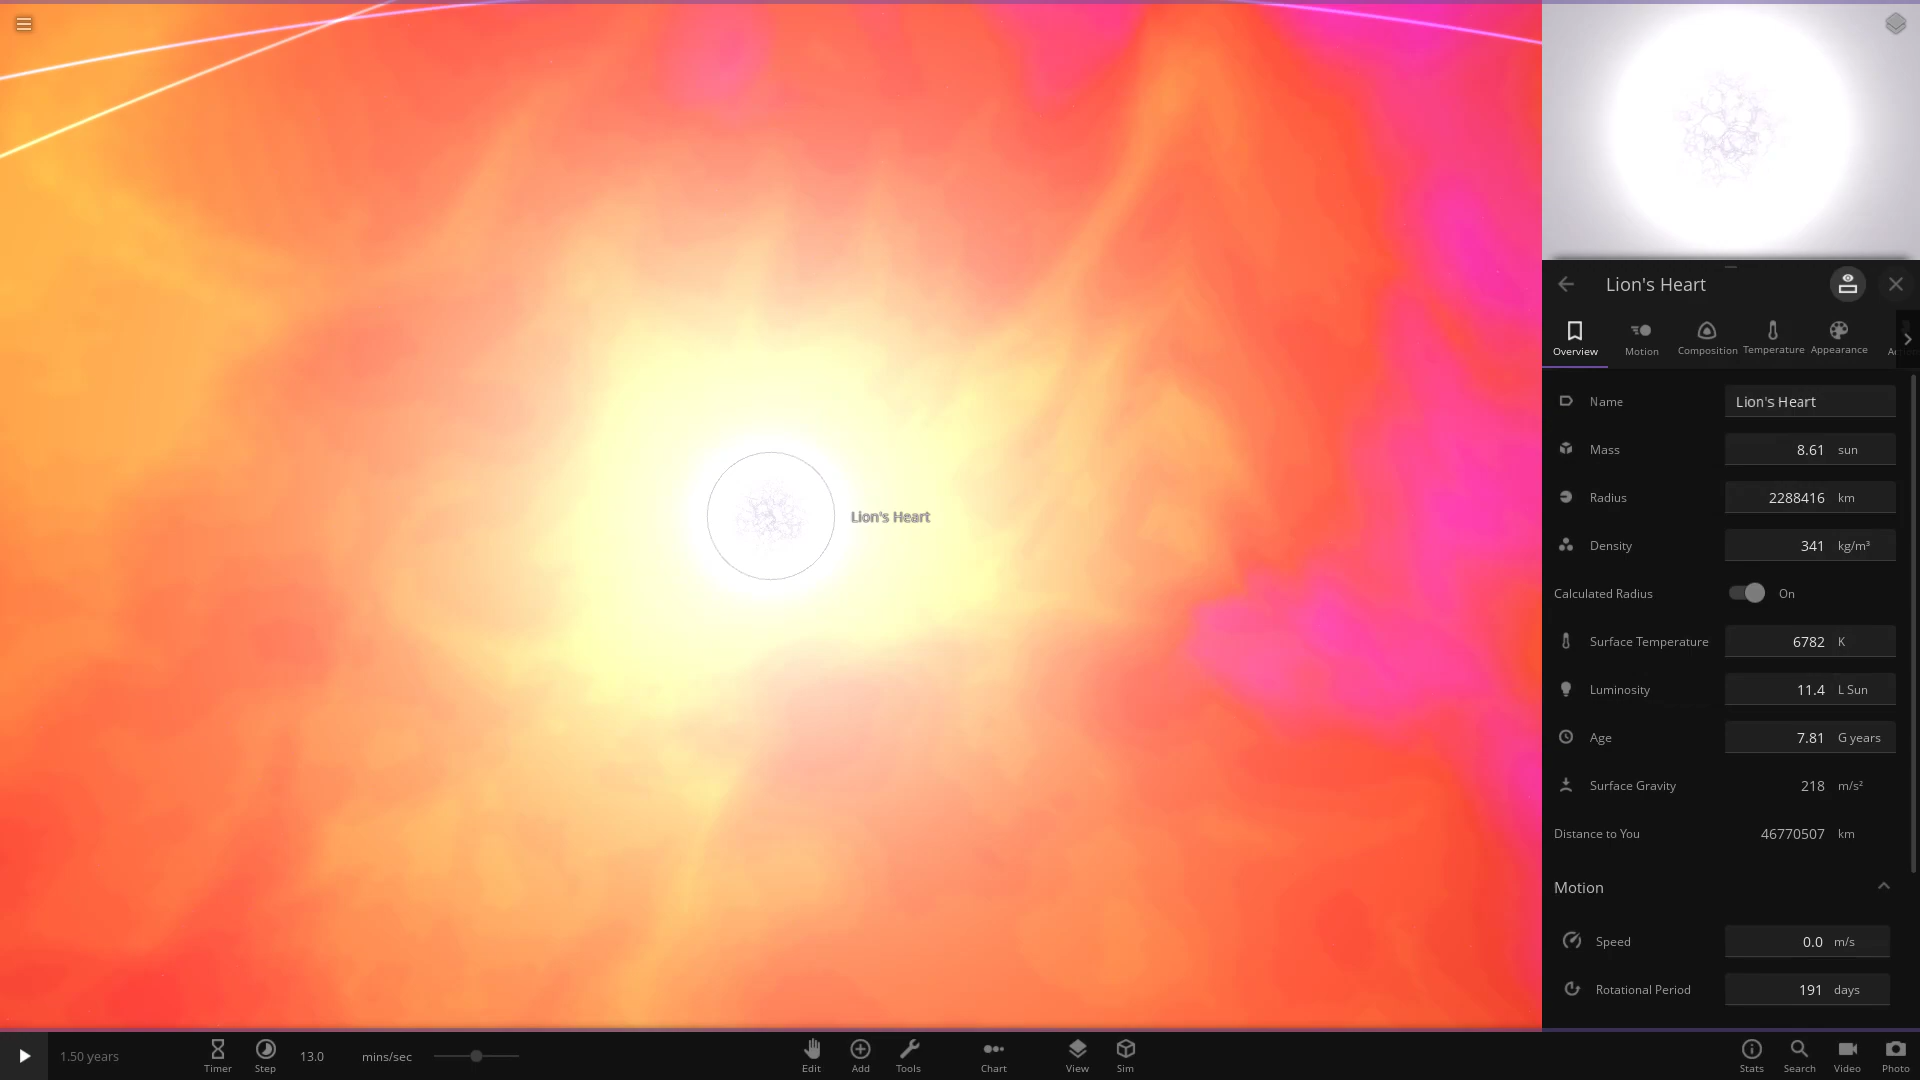 Lion's Heart
Lion's Heart
Overview
Motion
Composition
Temperature
Appearance
Name
Lion's Heart
Mass
8.61 sun
Radius
2288416 km
Density
341 kg/m³
Calculated Radius
On
Surface Temperature
6782 K
Luminosity
11.4 L Sun
Age
7.81 G years
Surface Gravity
218 m/s²
Distance to You
46770507 km
Motion
Speed
0.0 m/s
Rotational Period
191 days
1.50 years
Timer
Step
13.0 mins/sec
Edit
Add
Tools
Chart
View
Sim
Stats
Search
Video
Photo